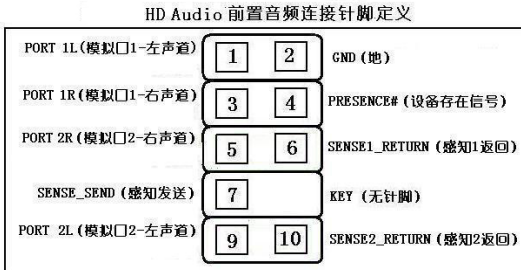 HD Audio 前置音频连接针脚定义
PORT 1L(模拟口1-左声道) 1 2 GND(地)
PORT 1R(模拟口1-右声道) 3 4 PRESENCE#(设备存在信号)
PORT 2R(模拟口2-右声道) 5 6 SENSE1_RETURN(感知1返回)
SENSE_SEND(感知发送) 7 KEY(无针脚)
PORT 2L(模拟口2-左声道) 9 10 SENSE2_RETURN(感知2返回)